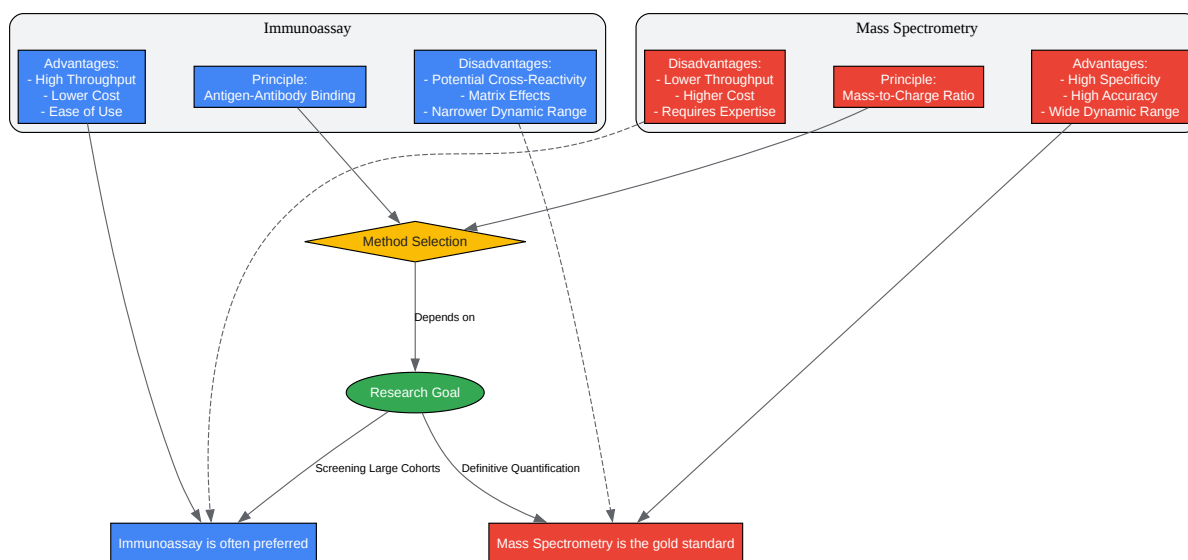 Immunoassay
Advantages:
- High Throughput
- Lower Cost
- Ease of Use
Principle:
Antigen-Antibody Binding
Disadvantages:
- Potential Cross-Reactivity
- Matrix Effects
- Narrower Dynamic Range
Mass Spectrometry
Disadvantages:
- Lower Throughput
- Higher Cost
- Requires Expertise
Principle:
Mass-to-Charge Ratio
Advantages:
- High Specificity
- High Accuracy
- Wide Dynamic Range
Method Selection
Depends on
Research Goal
Screening Large Cohorts
Definitive Quantification
Immunoassay is often preferred
Mass Spectrometry is the gold standard